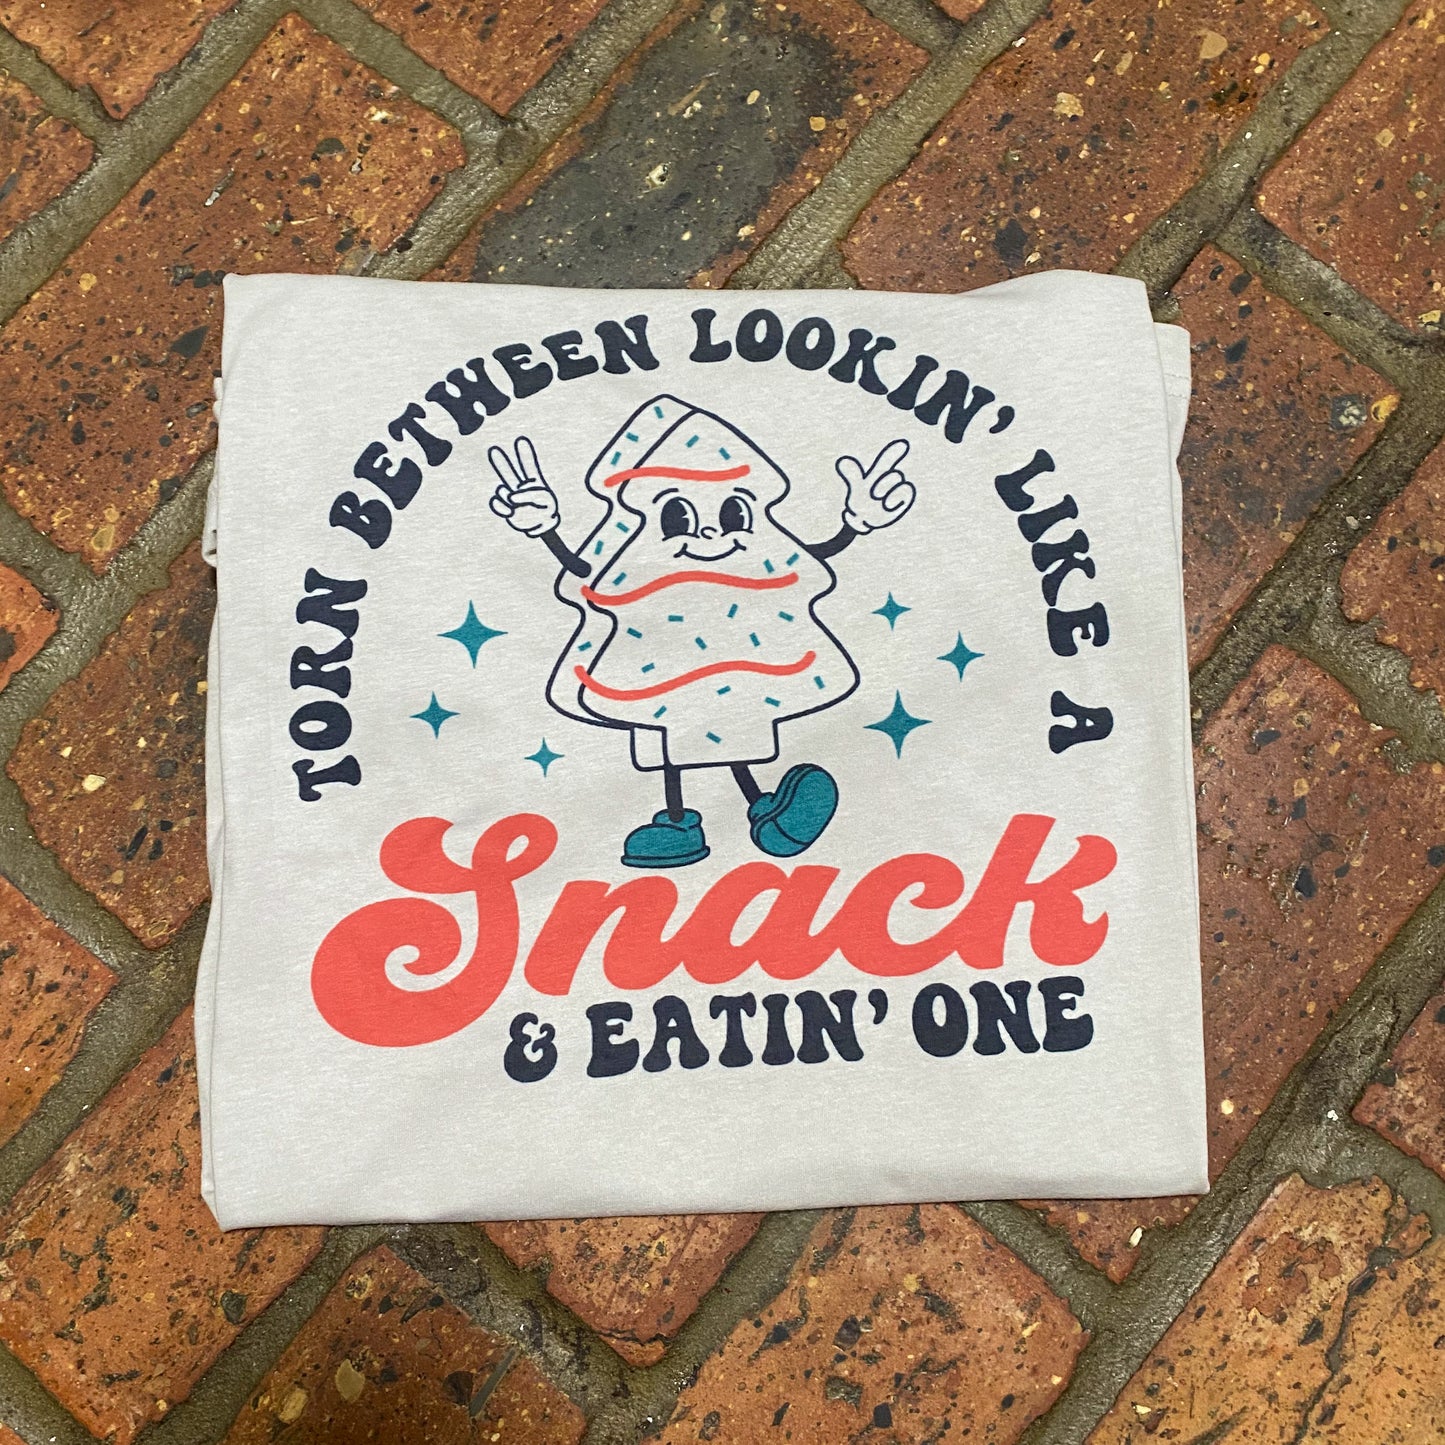 TORN BETWEEN LOOKIN' LIKE A
Snack
& EATIN' ONE